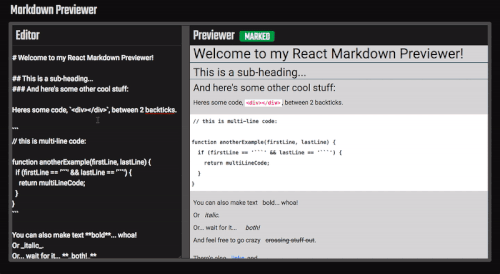 Markdown Previewer
Editor
# Welcome to my React Markdown Previewer!
## This is a sub-heading...
### And here's some other cool stuff:
Heres some code, `<div></div>`, between 2 backticks.
```
// this is multi-line code:
function anotherExample(firstLine, lastLine) {
if (firstLine == '```' && lastLine == '```') {
return multiLineCode;
}
}
```
You can also make text **bold**... whoa!
Or _italic_.
Or... wait for it... **_both!_**
Previewer MARKED
Welcome to my React Markdown Previewer!
This is a sub-heading...
And here's some other cool stuff:
Heres some code, <div></div>, between 2 backticks.
// this is multi-line code:
function anotherExample(firstLine, lastLine) {
if (firstLine == '```' && lastLine == '```') {
return multiLineCode;
}
}
You can also make text bold... whoa!
Or italic.
Or... wait for it... both!
And feel free to go crazy crossing stuff out.
There's also links, and